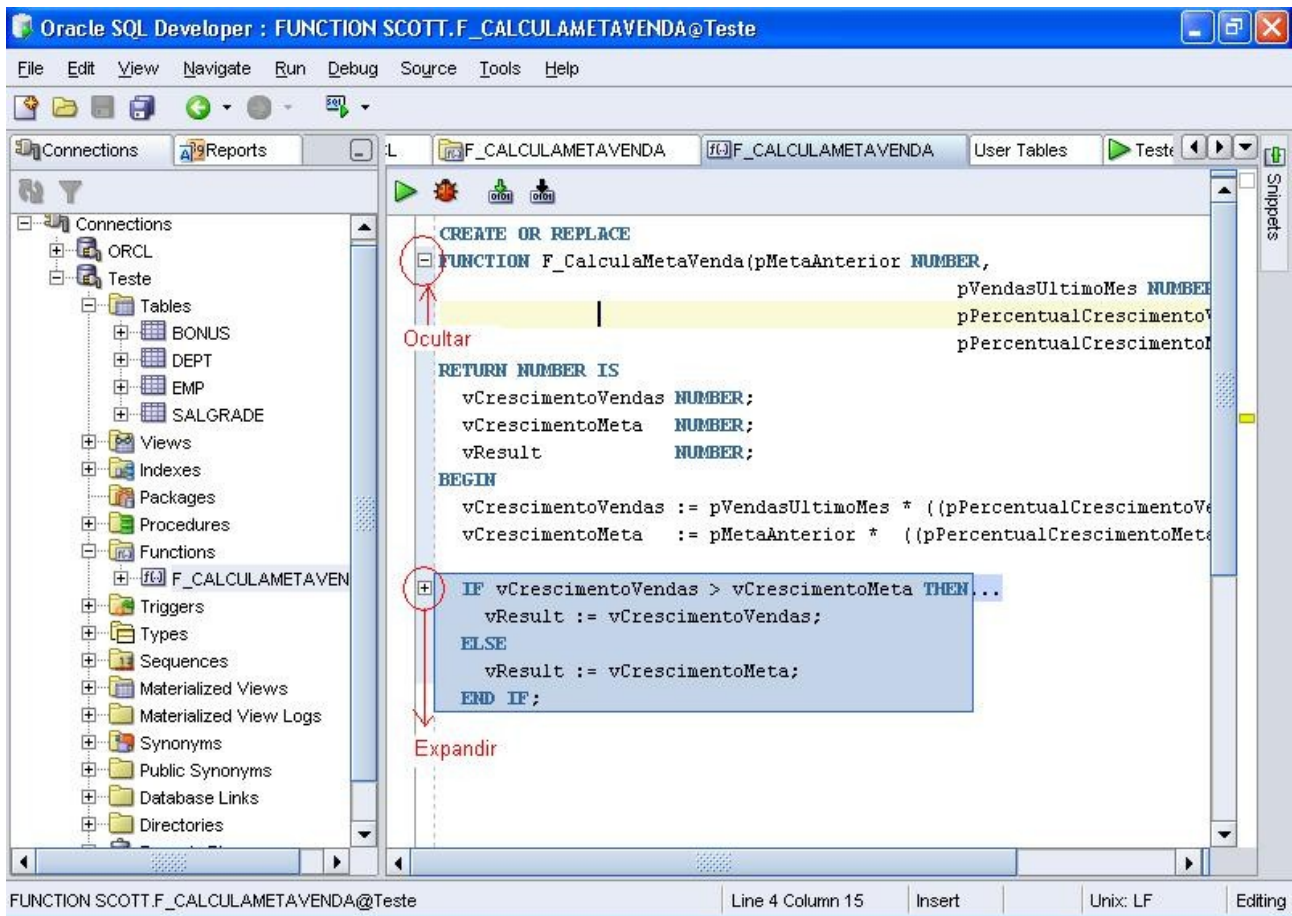 Oracle SQL Developer : FUNCTION SCOTT.F_CALCULAMETAVENDA@Teste
File Edit View Navigate Run Debug Source Tools Help
Connections Reports
CL F_CALCULAMETAVENDA F_CALCULAMETAVENDA User Tables Teste
Snippets
Connections
ORCL
Teste
Tables
BONUS
DEPT
EMP
SALGRADE
Views
Indexes
Packages
Procedures
Functions
F_CALCULAMETAVEN
Triggers
Types
Sequences
Materialized Views
Materialized View Logs
Synonyms
Public Synonyms
Database Links
Directories
CREATE OR REPLACE
FUNCTION F_CalculaMetaVenda(pMetaAnterior NUMBER,
pVendasUltimoMes NUMBER
pPercentualCrescimentoV
Ocultar
pPercentualCrescimentoM
RETURN NUMBER IS
vCrescimentoVendas NUMBER;
vCrescimentoMeta NUMBER;
vResult NUMBER;
BEGIN
vCrescimentoVendas := pVendasUltimoMes * ((pPercentualCrescimentoVe
vCrescimentoMeta := pMetaAnterior * ((pPercentualCrescimentoMeta
IF vCrescimentoVendas > vCrescimentoMeta THEN...
vResult := vCrescimentoVendas;
ELSE
vResult := vCrescimentoMeta;
END IF;
Expandir
FUNCTION SCOTT.F_CALCULAMETAVENDA@Teste Line 4 Column 15 Insert Unix: LF Editing